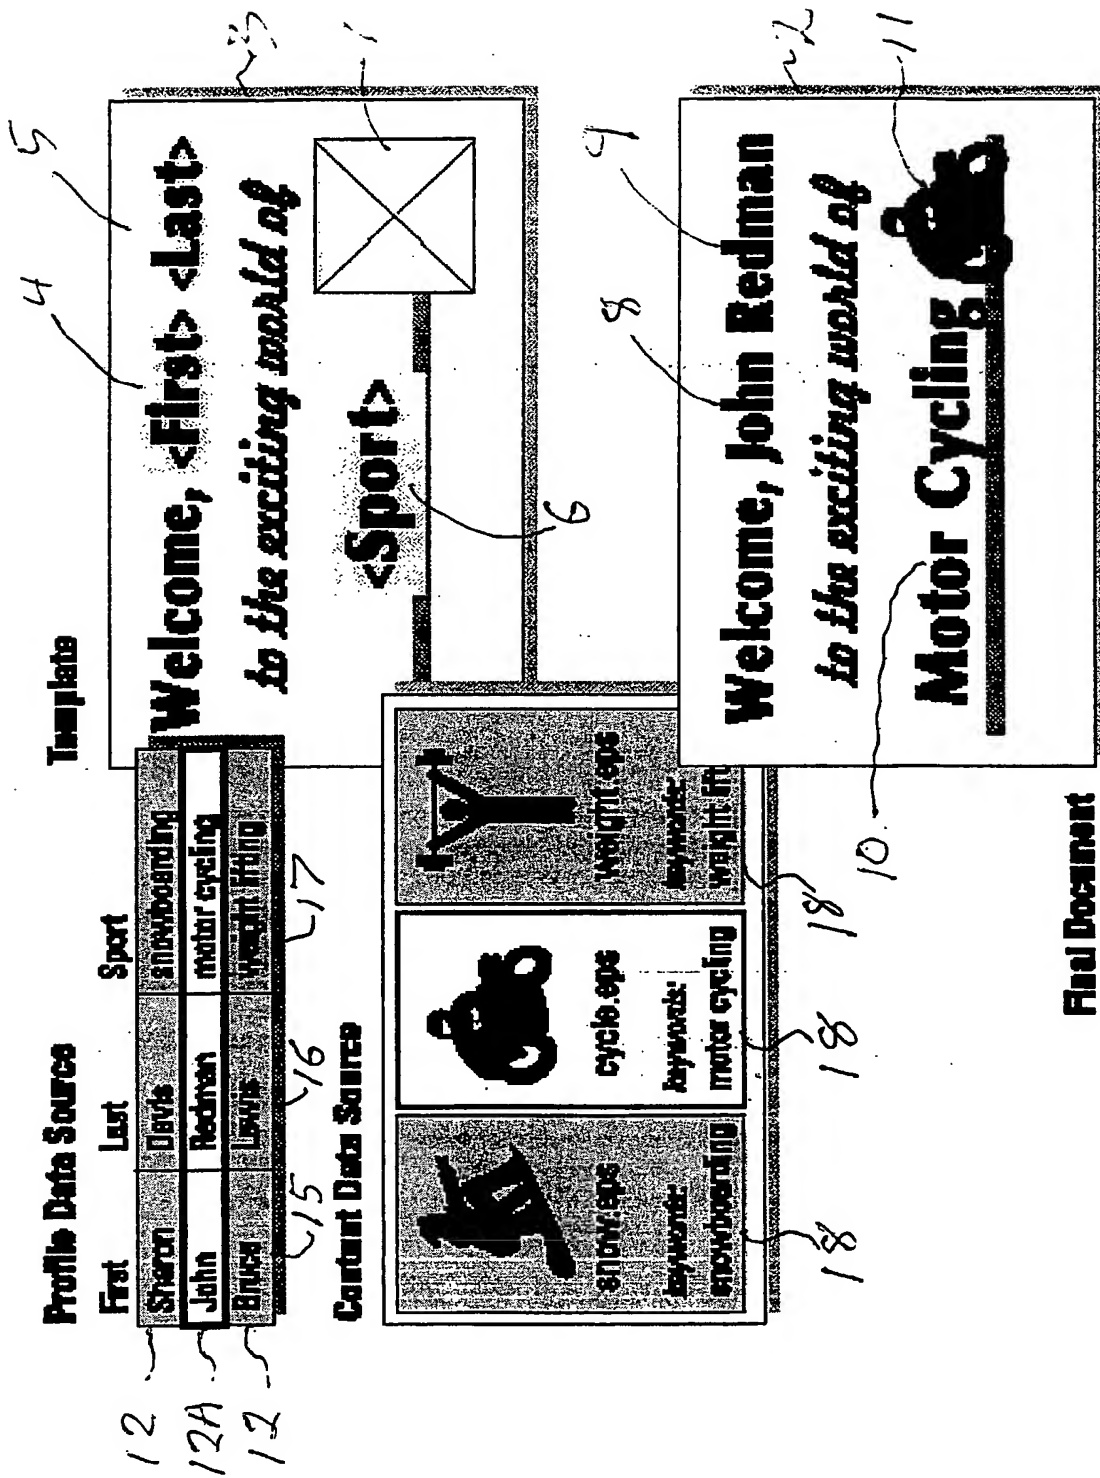 Profile Data Source
First Last Sport
12 Sharon Davis snowboarding
12A John Redman motor cycling
12 Bruce Lewis weight lifting
15 16 17
Template
4 5
Welcome, <First> <Last>
to the exciting world of
<Sport>
6
3
1
Content Data Source
snow.eps
keywords:
snowboarding
cycle.eps
keywords:
motor cycling
weight.eps
keywords:
weight lift
18 18 18
8 9
Welcome, John Redman
to the exciting world of
Motor Cycling
10
2
11
Final Document